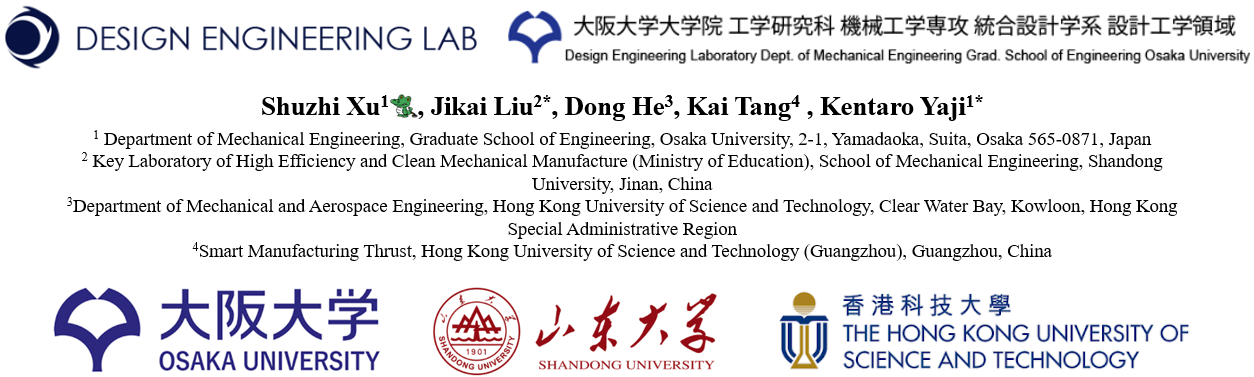 DESIGN ENGINEERING LAB
大阪大学大学院 工学研究科 機械工学専攻 統合設計学系 設計工学領域
Design Engineering Laboratory Dept. of Mechanical Engineering Grad. School of Engineering Osaka University
Shuzhi Xu1, Jikai Liu2*, Dong He3, Kai Tang4 , Kentaro Yaji1*
1 Department of Mechanical Engineering, Graduate School of Engineering, Osaka University, 2-1, Yamadaoka, Suita, Osaka 565-0871, Japan
2 Key Laboratory of High Efficiency and Clean Mechanical Manufacture (Ministry of Education), School of Mechanical Engineering, Shandong
University, Jinan, China
3Department of Mechanical and Aerospace Engineering, Hong Kong University of Science and Technology, Clear Water Bay, Kowloon, Hong Kong
Special Administrative Region
4Smart Manufacturing Thrust, Hong Kong University of Science and Technology (Guangzhou), Guangzhou, China
大阪大学
OSAKA UNIVERSITY
1901
SHANDONG UNIVERSITY
山东大学
SHANDONG UNIVERSITY
香港科技大學
THE HONG KONG UNIVERSITY OF
SCIENCE AND TECHNOLOGY